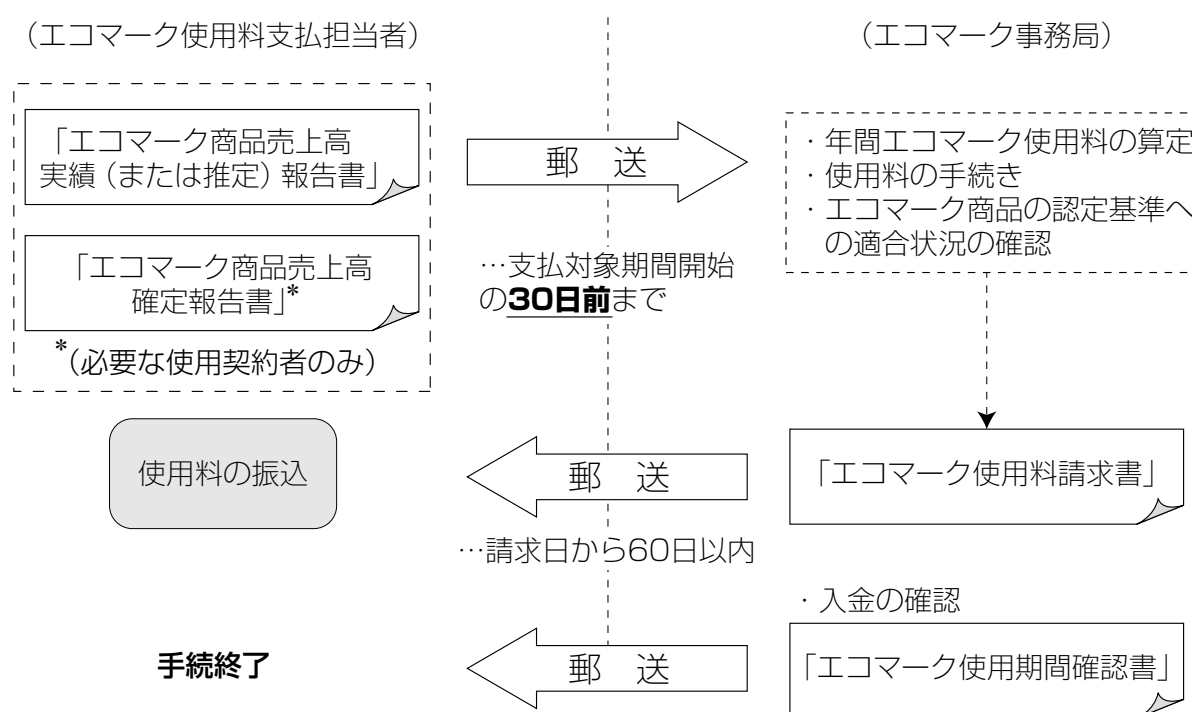 （エコマーク使用料支払担当者）
（エコマーク事務局）
「エコマーク商品売上高
実績（または推定）報告書」
「エコマーク商品売上高
確定報告書」*
*（必要な使用契約者のみ）
郵　送
…支払対象期間開始
の30日前まで
・年間エコマーク使用料の算定
・使用料の手続き
・エコマーク商品の認定基準へ
の適合状況の確認
使用料の振込
郵　送
「エコマーク使用料請求書」
…請求日から60日以内
・入金の確認
手続終了
郵　送
「エコマーク使用期間確認書」